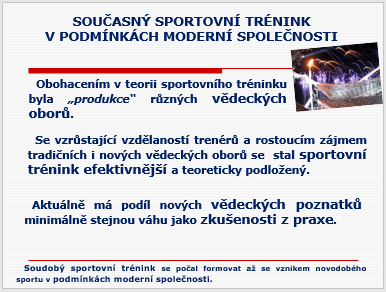 SOUČASNÝ SPORTOVNÍ TRÉNINK
V PODMÍNKÁCH MODERNÍ SPOLEČNOSTI
Obohacením v teorii sportovního tréninku
byla „produkce" různých vědeckých
oborů.
Se vzrůstající vzdělaností trenérů a rostoucím zájmem
tradičních i nových vědeckých oborů se stal sportovní
trénink efektivnější a teoreticky podložený.
Aktuálně má podíl nových vědeckých poznatků
minimálně stejnou váhu jako zkušenosti z praxe.
Soudobý sportovní trénink se počal formovat až se vznikem novodobého
sportu v podmínkách moderní společnosti.